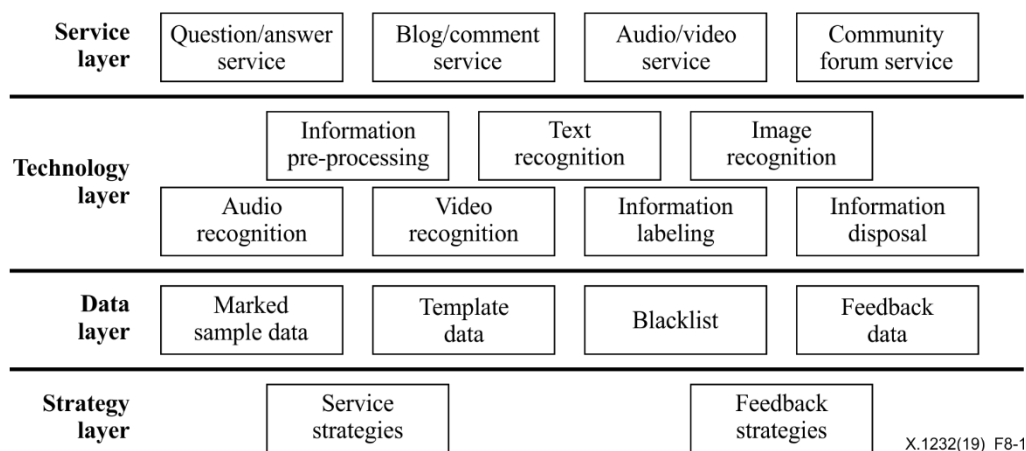 Service
layer
Question/answer
service
Blog/comment
service
Audio/video
service
Community
forum service
Technology
layer
Information
pre-processing
Text
recognition
Image
recognition
Audio
recognition
Video
recognition
Information
labeling
Information
disposal
Data
layer
Marked
sample data
Template
data
Blacklist
Feedback
data
Strategy
layer
Service
strategies
Feedback
strategies
X.1232(19)_F8-1